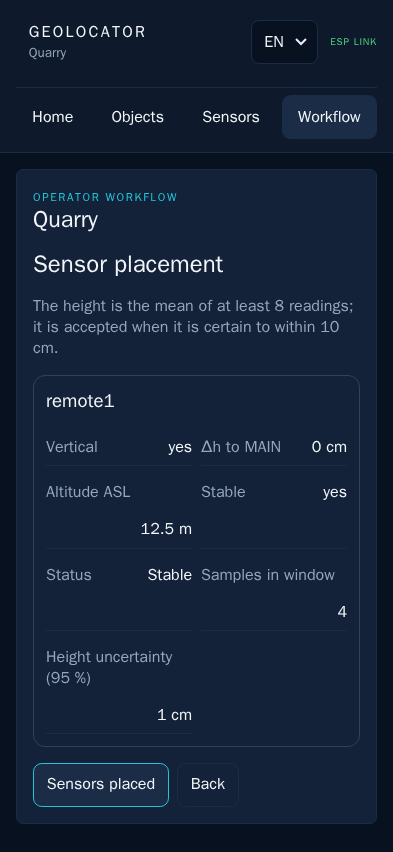 GEOLOCATOR
Quarry
EN
ESP LINK
Home Objects Sensors Workflow
OPERATOR WORKFLOW
Quarry
Sensor placement
The height is the mean of at least 8 readings;
it is accepted when it is certain to within 10
cm.
remote1
Vertical yes Δh to MAIN 0 cm
Altitude ASL Stable yes
12.5 m
Status Stable Samples in window
4
Height uncertainty
(95 %)
1 cm
Sensors placed Back